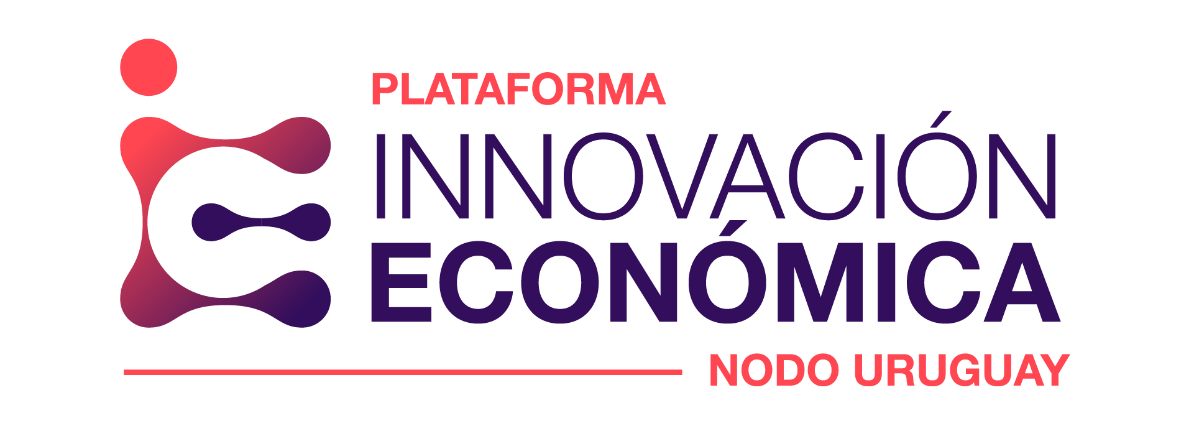 PLATAFORMA
INNOVACIÓN
ECONÓMICA
NODO URUGUAY